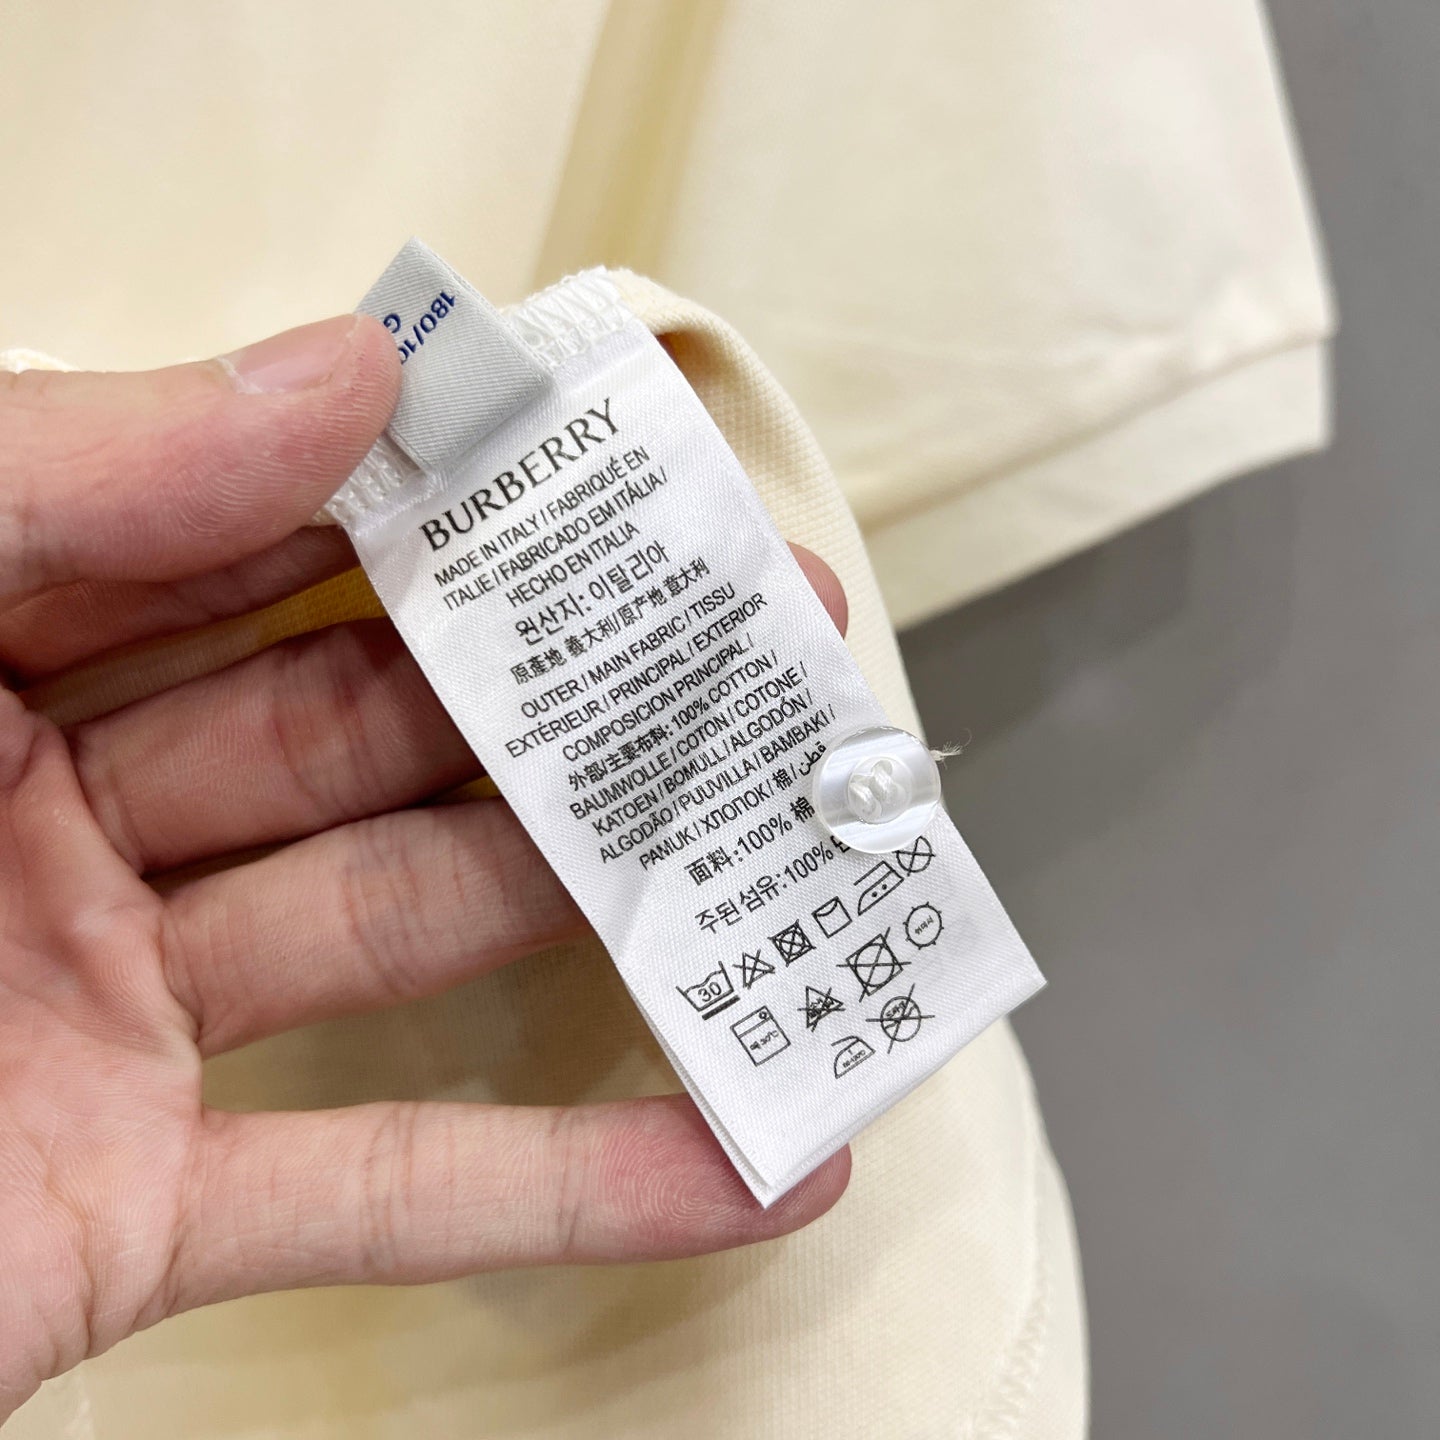 180/10
G
BURBERRY
MADE IN ITALY / FABRIQUÉ EN
ITALIE / FABRICADO EM ITÁLIA /
HECHO EN ITALIA
원산지: 이탈리아
原產地 義大利/ 原产地 意大利
OUTER / MAIN FABRIC / TISSU
EXTÉRIEUR / PRINCIPAL / EXTERIOR
COMPOSICION PRINCIPAL /
外部/主要布料: 100% COTTON /
BAUMWOLLE / COTON / COTONE /
KATOEN / BOMULL / ALGODÓN /
ALGODÃO / PUUVILLA / BAMBAKI /
PAMUK / ХЛОПОК / 棉 / قطن
面料:100% 棉
주된 섬유:100%
30